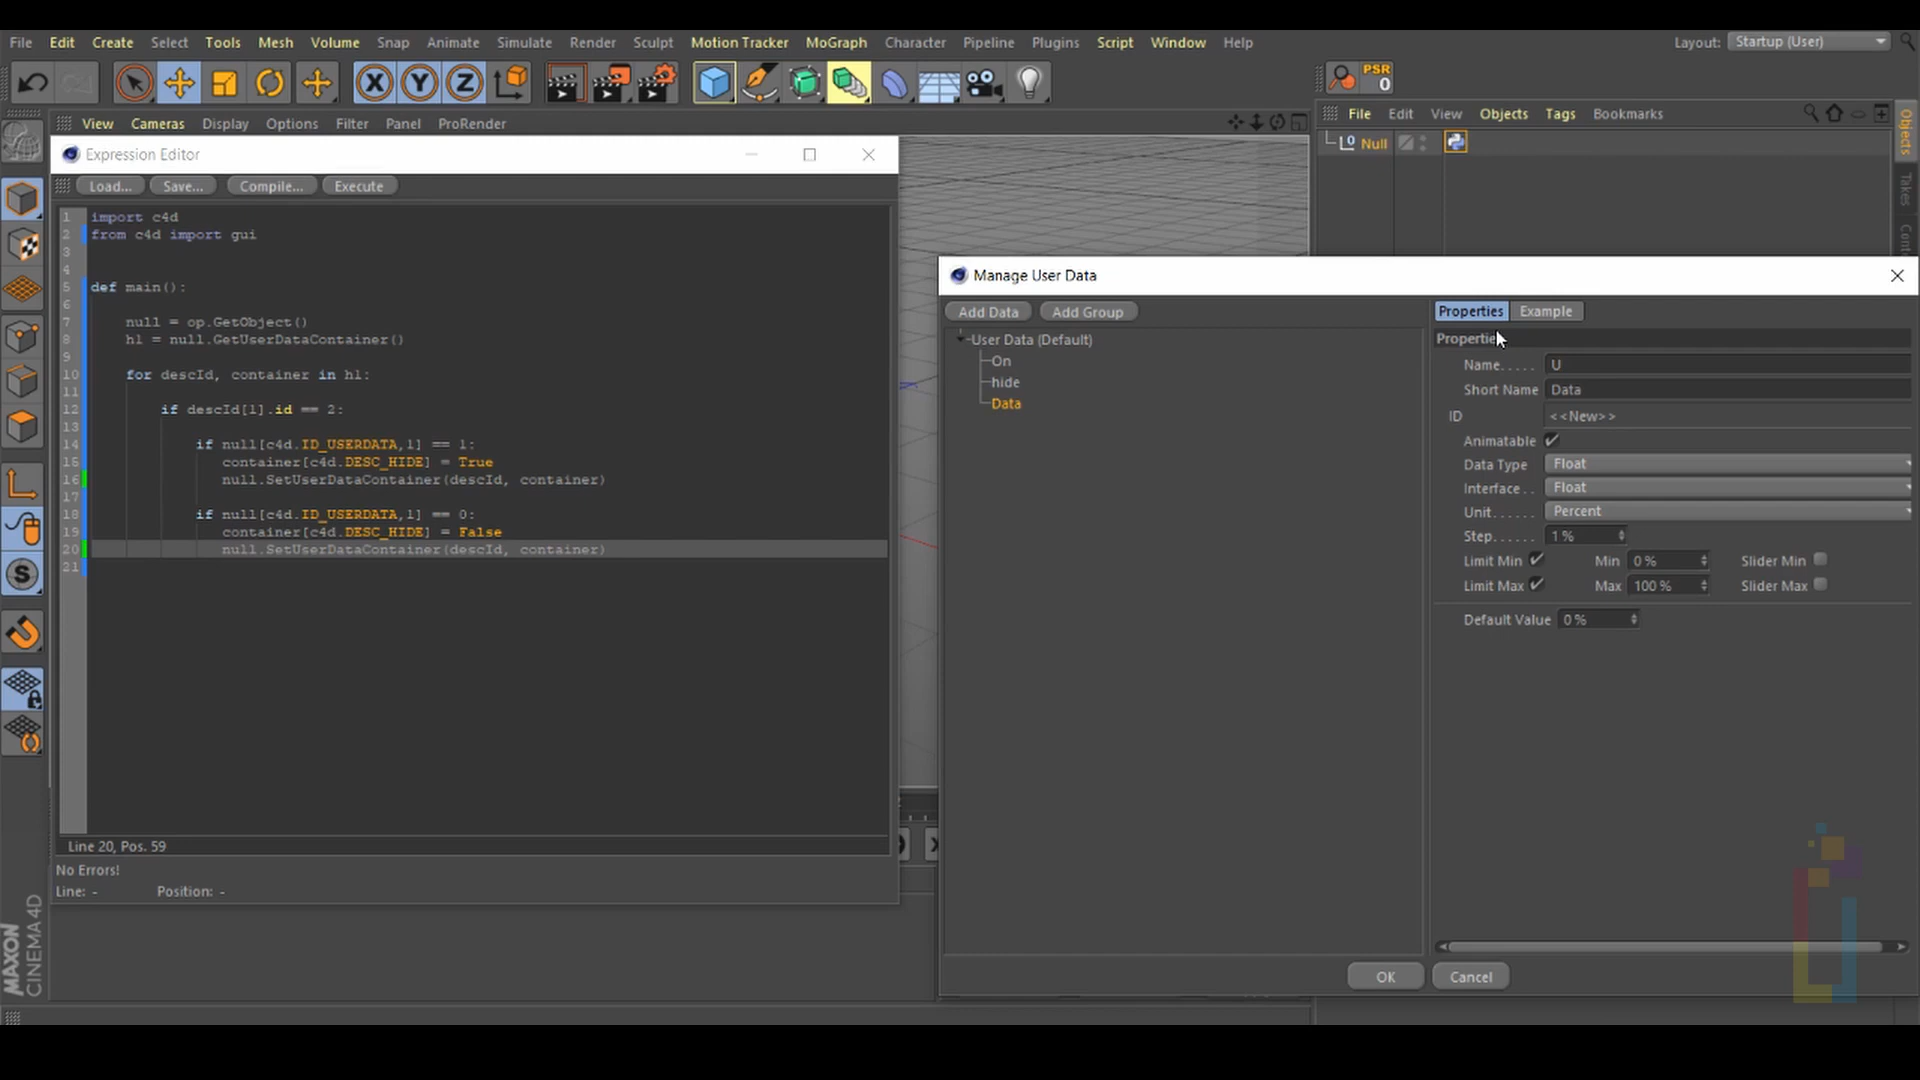 File Edit Create Select Tools Mesh Volume Snap Animate Simulate Render Sculpt Motion Tracker MoGraph Character Pipeline Plugins Script Window Help Layout: Startup (User)
X Y Z PSR
0
View Cameras Display Options Filter Panel ProRender
File Edit View Objects Tags Bookmarks
Objects
Takes
Null
Expression Editor
Load... Save... Compile... Execute
1 import c4d
2 from c4d import gui
3
4
5 def main():
6
7 null = op.GetObject()
8 hl = null.GetUserDataContainer()
9
10 for descId, container in hl:
11
12 if descId[1].id == 2:
13
14 if null[c4d.ID_USERDATA,1] == 1:
15 container[c4d.DESC_HIDE] = True
16 null.SetUserDataContainer(descId, container)
17
18 if null[c4d.ID_USERDATA,1] == 0:
19 container[c4d.DESC_HIDE] = False
20 null.SetUserDataContainer(descId, container)
21
Line 20, Pos. 59
No Errors!
Line: - Position: -
MAXON
CINEMA 4D
Manage User Data
Add Data Add Group
User Data (Default)
On
hide
Data
Properties Example
Name..... U
Short Name Data
ID <<New>>
Animatable
Data Type Float
Interface.. Float
Unit...... Percent
Step...... 1 %
Limit Min Min 0 % Slider Min
Limit Max Max 100 % Slider Max
Default Value 0 %
OK Cancel